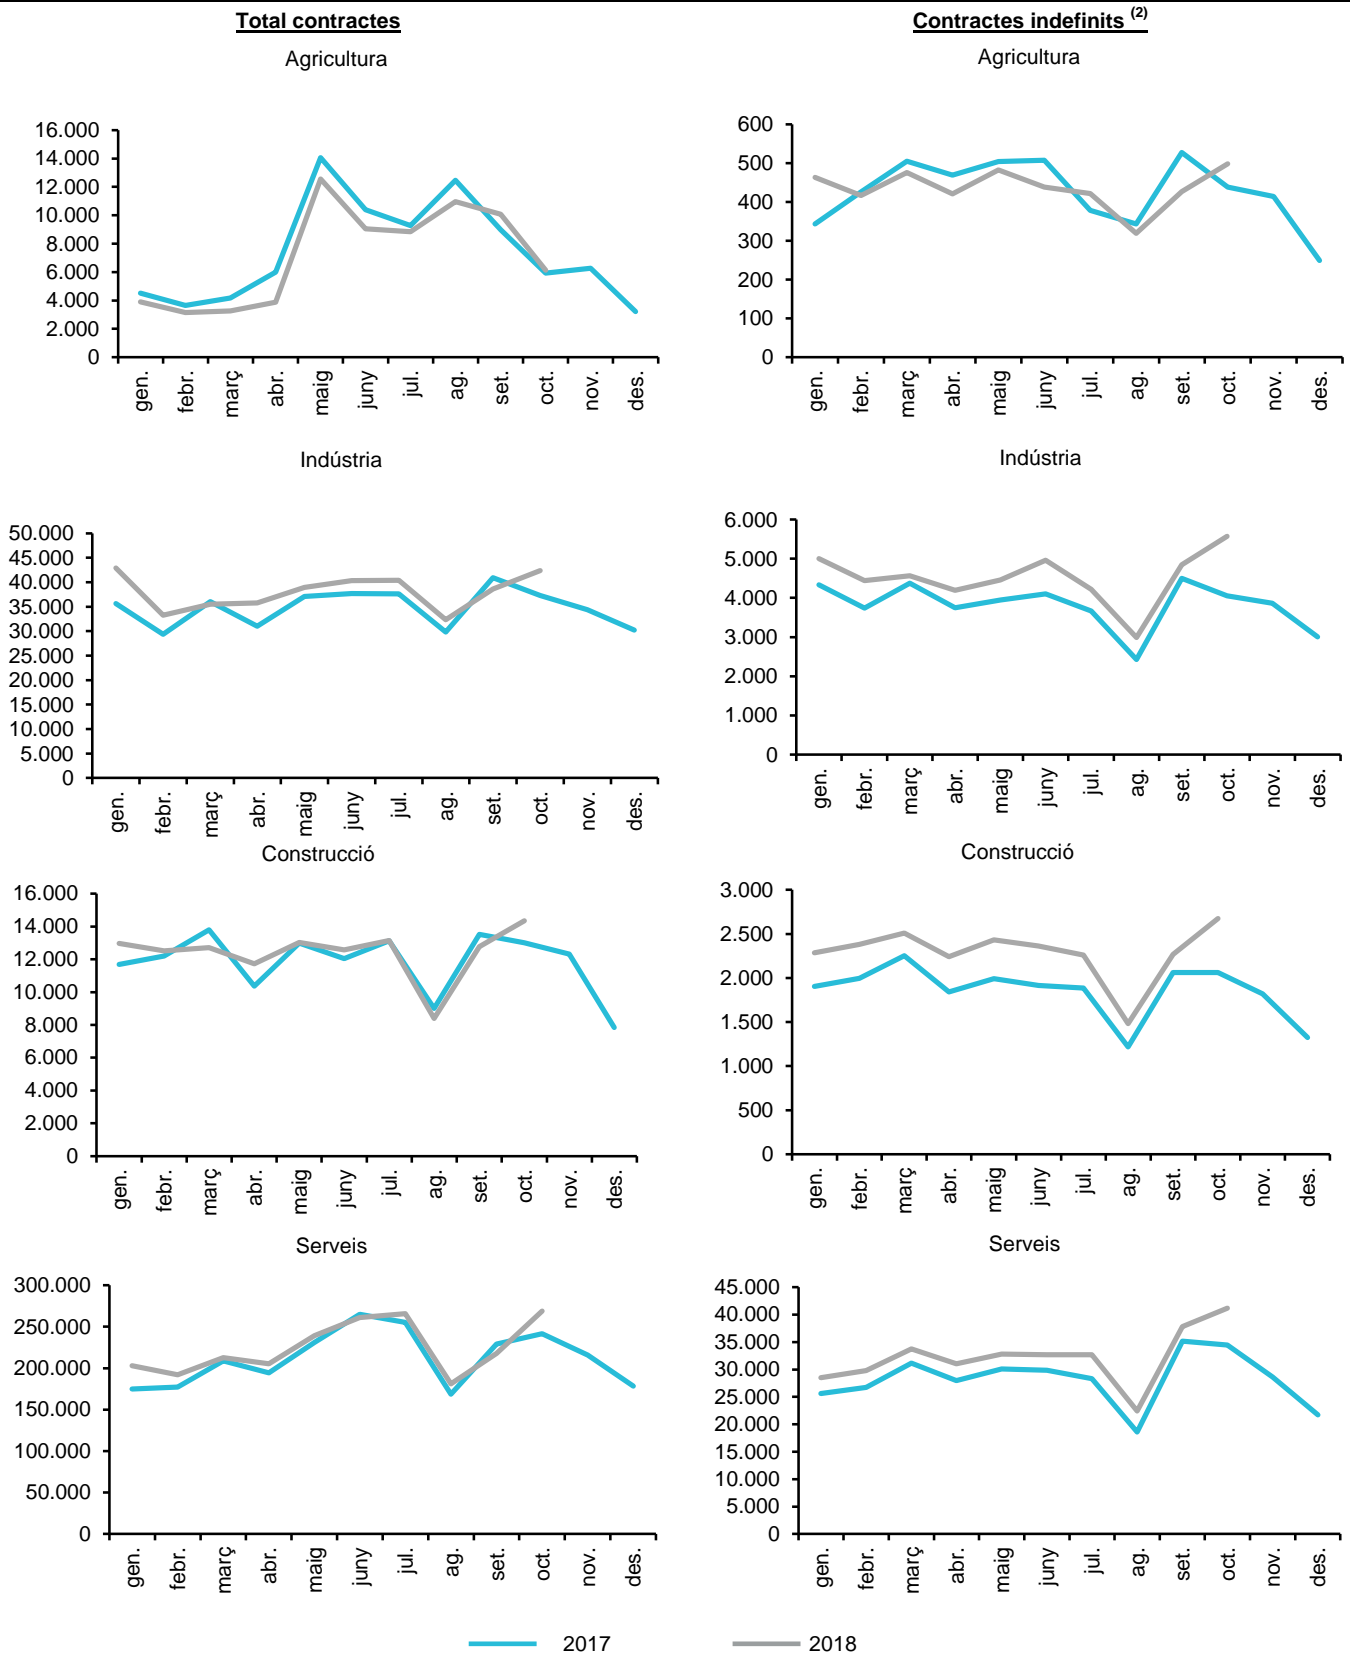 Total contractes
Agricultura
16.000
14.000
12.000
10.000
8.000
6.000
4.000
2.000
0
gen.
febr.
març
abr.
maig
juny
jul.
ag.
set.
oct.
nov.
des.
Contractes indefinits (2)
Agricultura
600
500
400
300
200
100
0
gen.
febr.
març
abr.
maig
juny
jul.
ag.
set.
oct.
nov.
des.
Indústria
50.000
45.000
40.000
35.000
30.000
25.000
20.000
15.000
10.000
5.000
0
gen.
febr.
març
abr.
maig
juny
jul.
ag.
set.
oct.
nov.
des.
Indústria
6.000
5.000
4.000
3.000
2.000
1.000
0
gen.
febr.
març
abr.
maig
juny
jul.
ag.
set.
oct.
nov.
des.
Construcció
16.000
14.000
12.000
10.000
8.000
6.000
4.000
2.000
0
gen.
febr.
març
abr.
maig
juny
jul.
ag.
set.
oct.
nov.
des.
Construcció
3.000
2.500
2.000
1.500
1.000
500
0
gen.
febr.
març
abr.
maig
juny
jul.
ag.
set.
oct.
nov.
des.
Serveis
300.000
250.000
200.000
150.000
100.000
50.000
0
gen.
febr.
març
abr.
maig
juny
jul.
ag.
set.
oct.
nov.
des.
Serveis
45.000
40.000
35.000
30.000
25.000
20.000
15.000
10.000
5.000
0
gen.
febr.
març
abr.
maig
juny
jul.
ag.
set.
oct.
nov.
des.
2017
2018